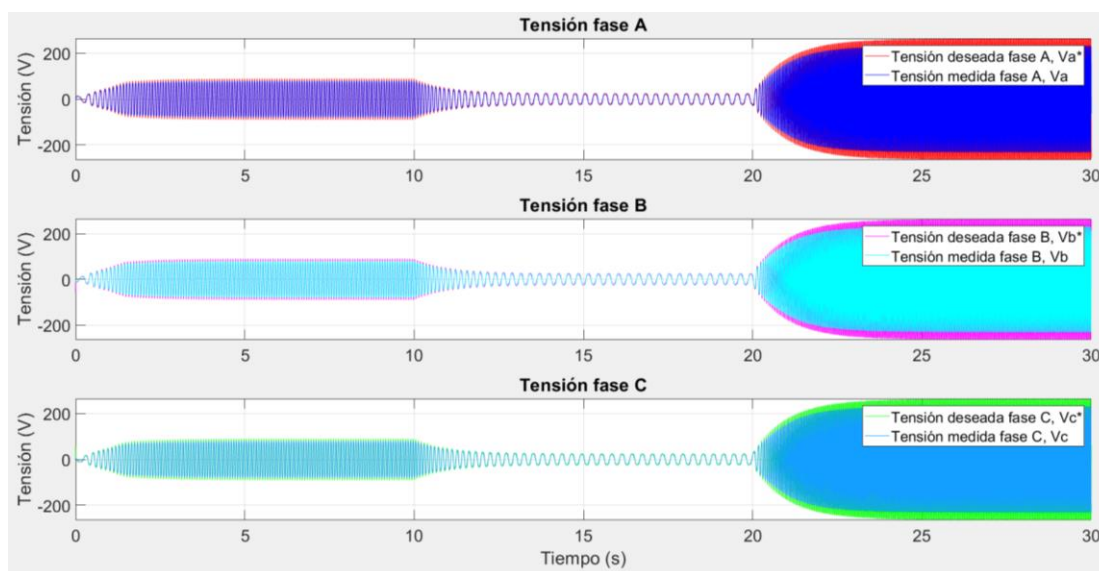 Tensión fase A
Tensión (V)
200
0
-200
Tensión deseada fase A, Va*
Tensión medida fase A, Va
0 5 10 15 20 25 30
Tensión fase B
Tensión (V)
200
0
-200
Tensión deseada fase B, Vb*
Tensión medida fase B, Vb
0 5 10 15 20 25 30
Tensión fase C
Tensión (V)
200
0
-200
Tensión deseada fase C, Vc*
Tensión medida fase C, Vc
0 5 10 15 20 25 30
Tiempo (s)